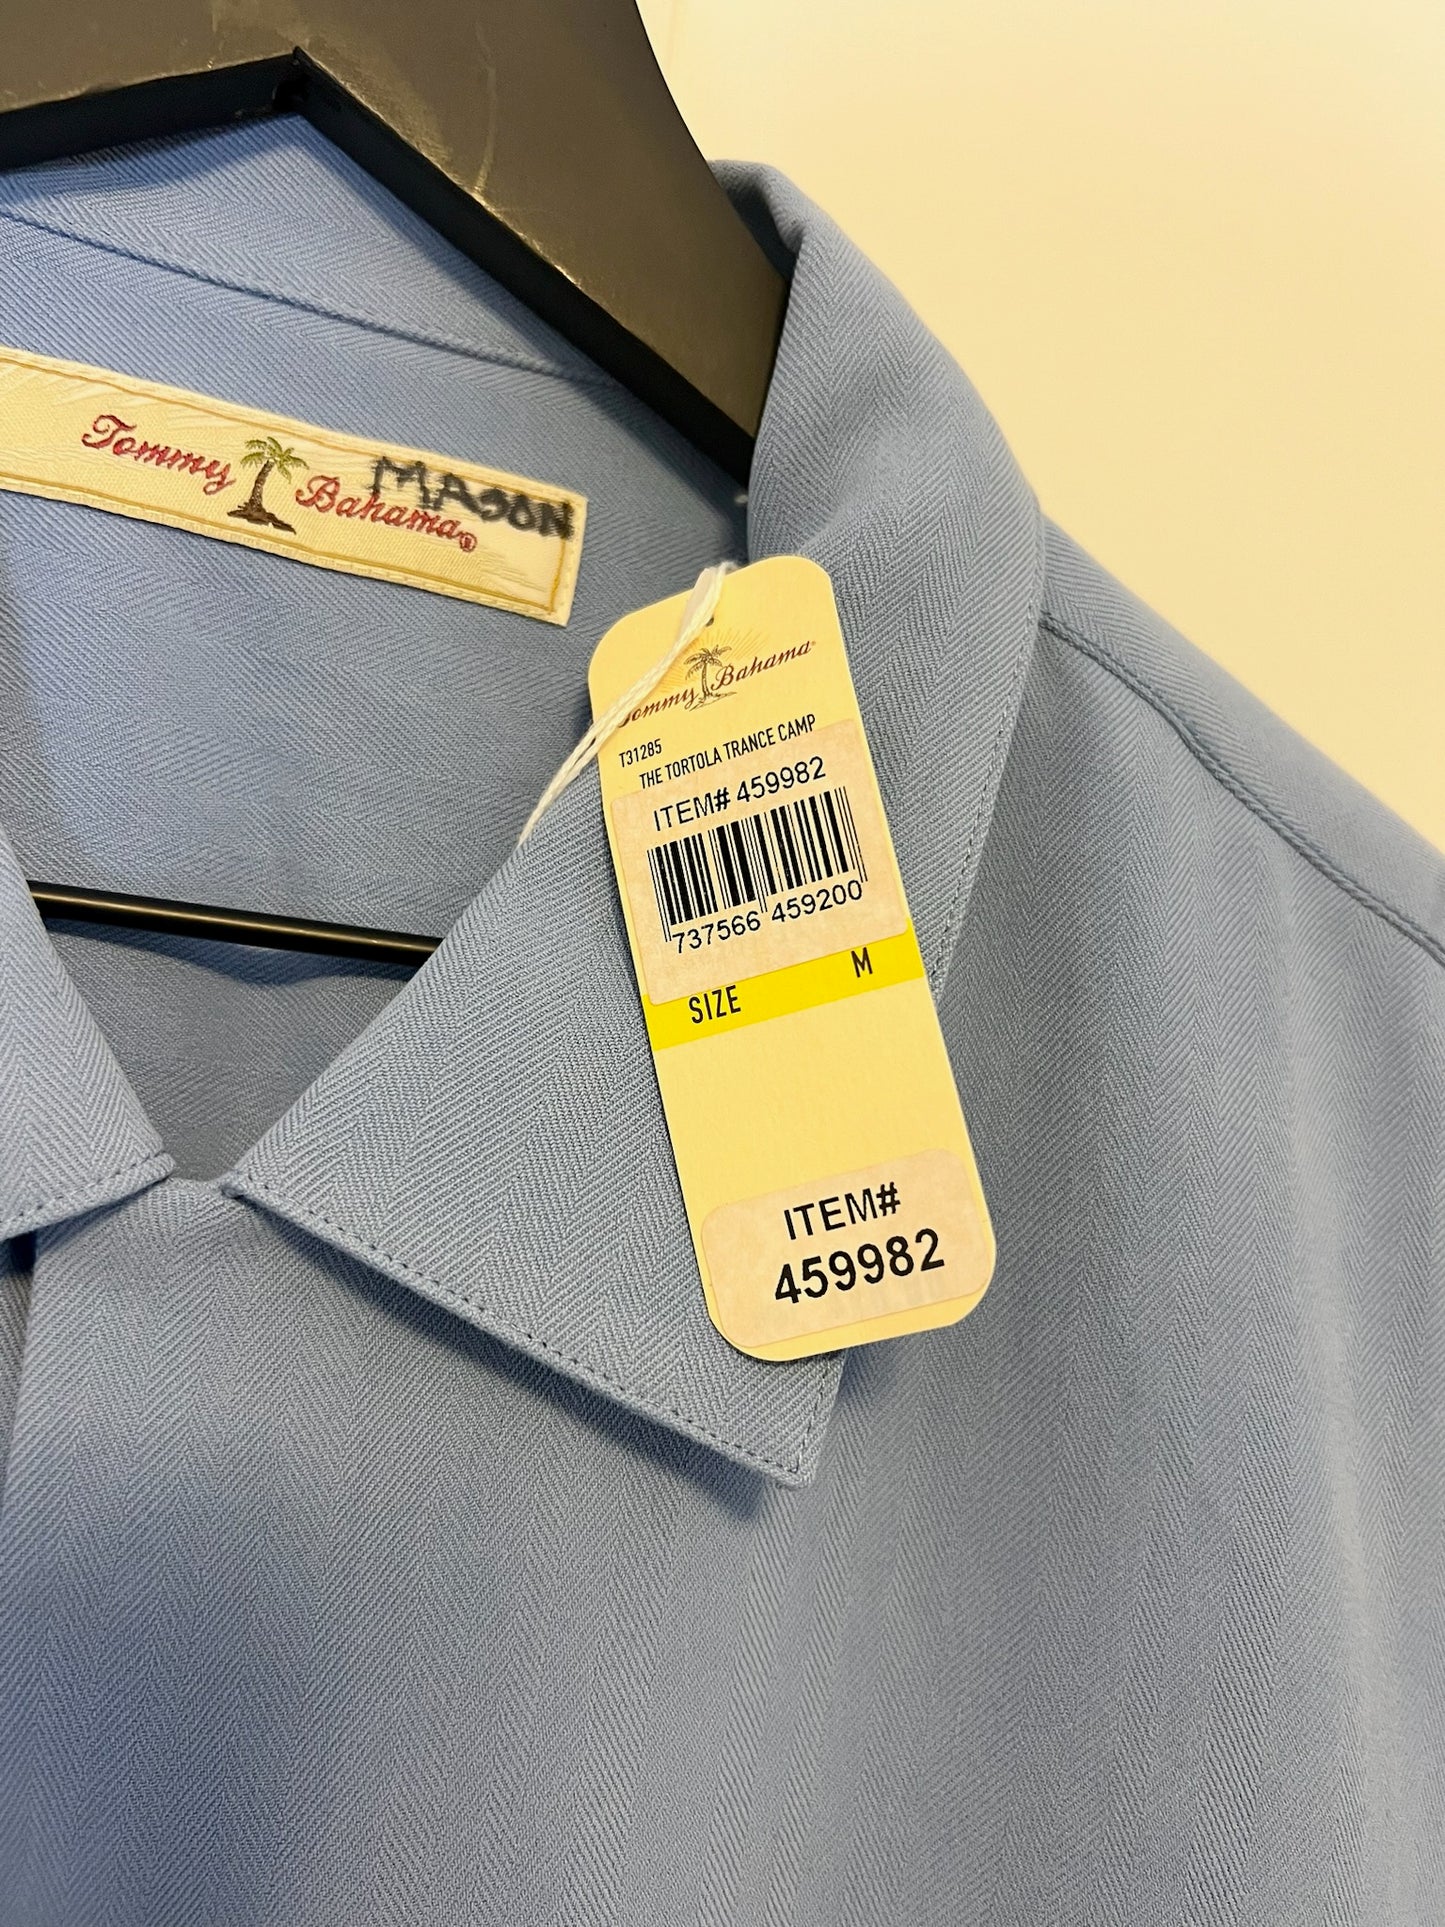 Tommy Bahama®
MASON
Tommy Bahama®
T31285
THE TORTOLA TRANCE CAMP
ITEM# 459982
737566 459200
SIZE M
ITEM#
459982